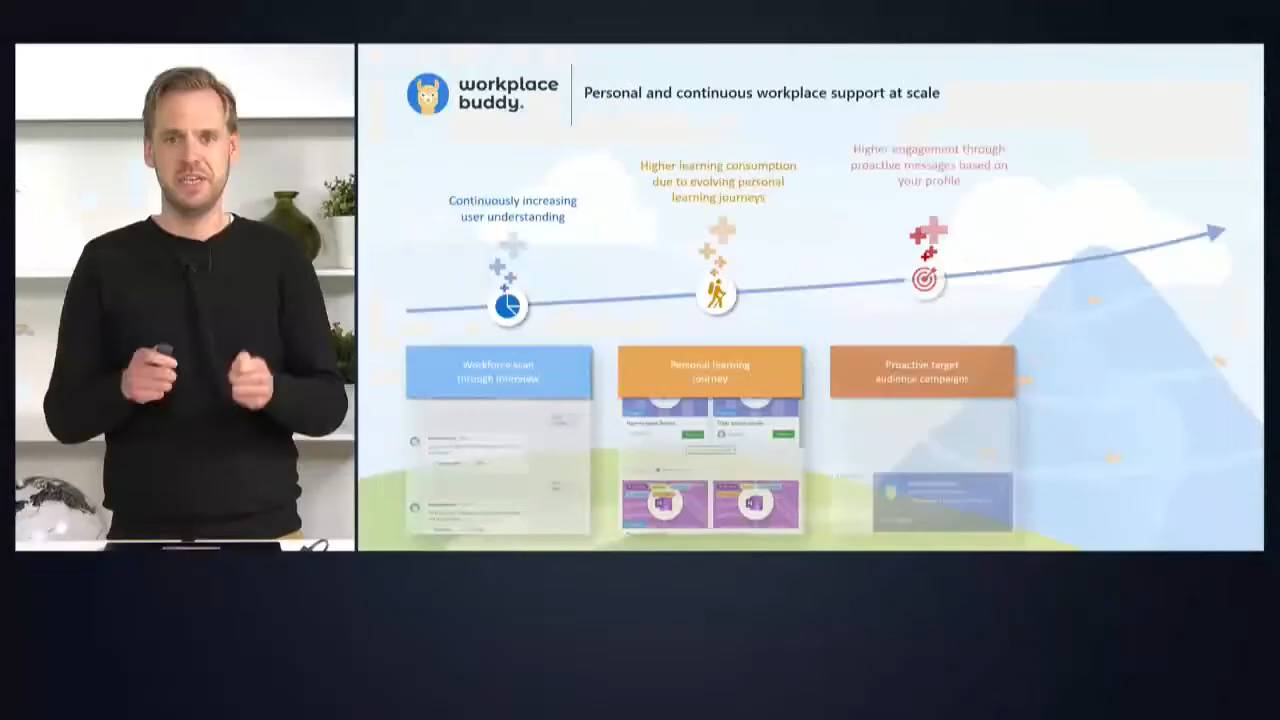 workplace
buddy.
Personal and continuous workplace support at scale
Continuously increasing
user understanding
Higher learning consumption
due to evolving personal
learning journeys
Higher engagement through
proactive messages based on
your profile
Workforce scan
through interview
Personal learning
journey
Proactive target
audience campaign